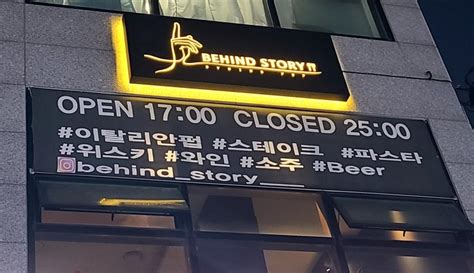 BEHIND STORY
OPEN 17:00 CLOSED 25:00
#이탈리안펍 #스테이크 #파스타
#위스키 #와인 #소주 #Beer
behind_story___